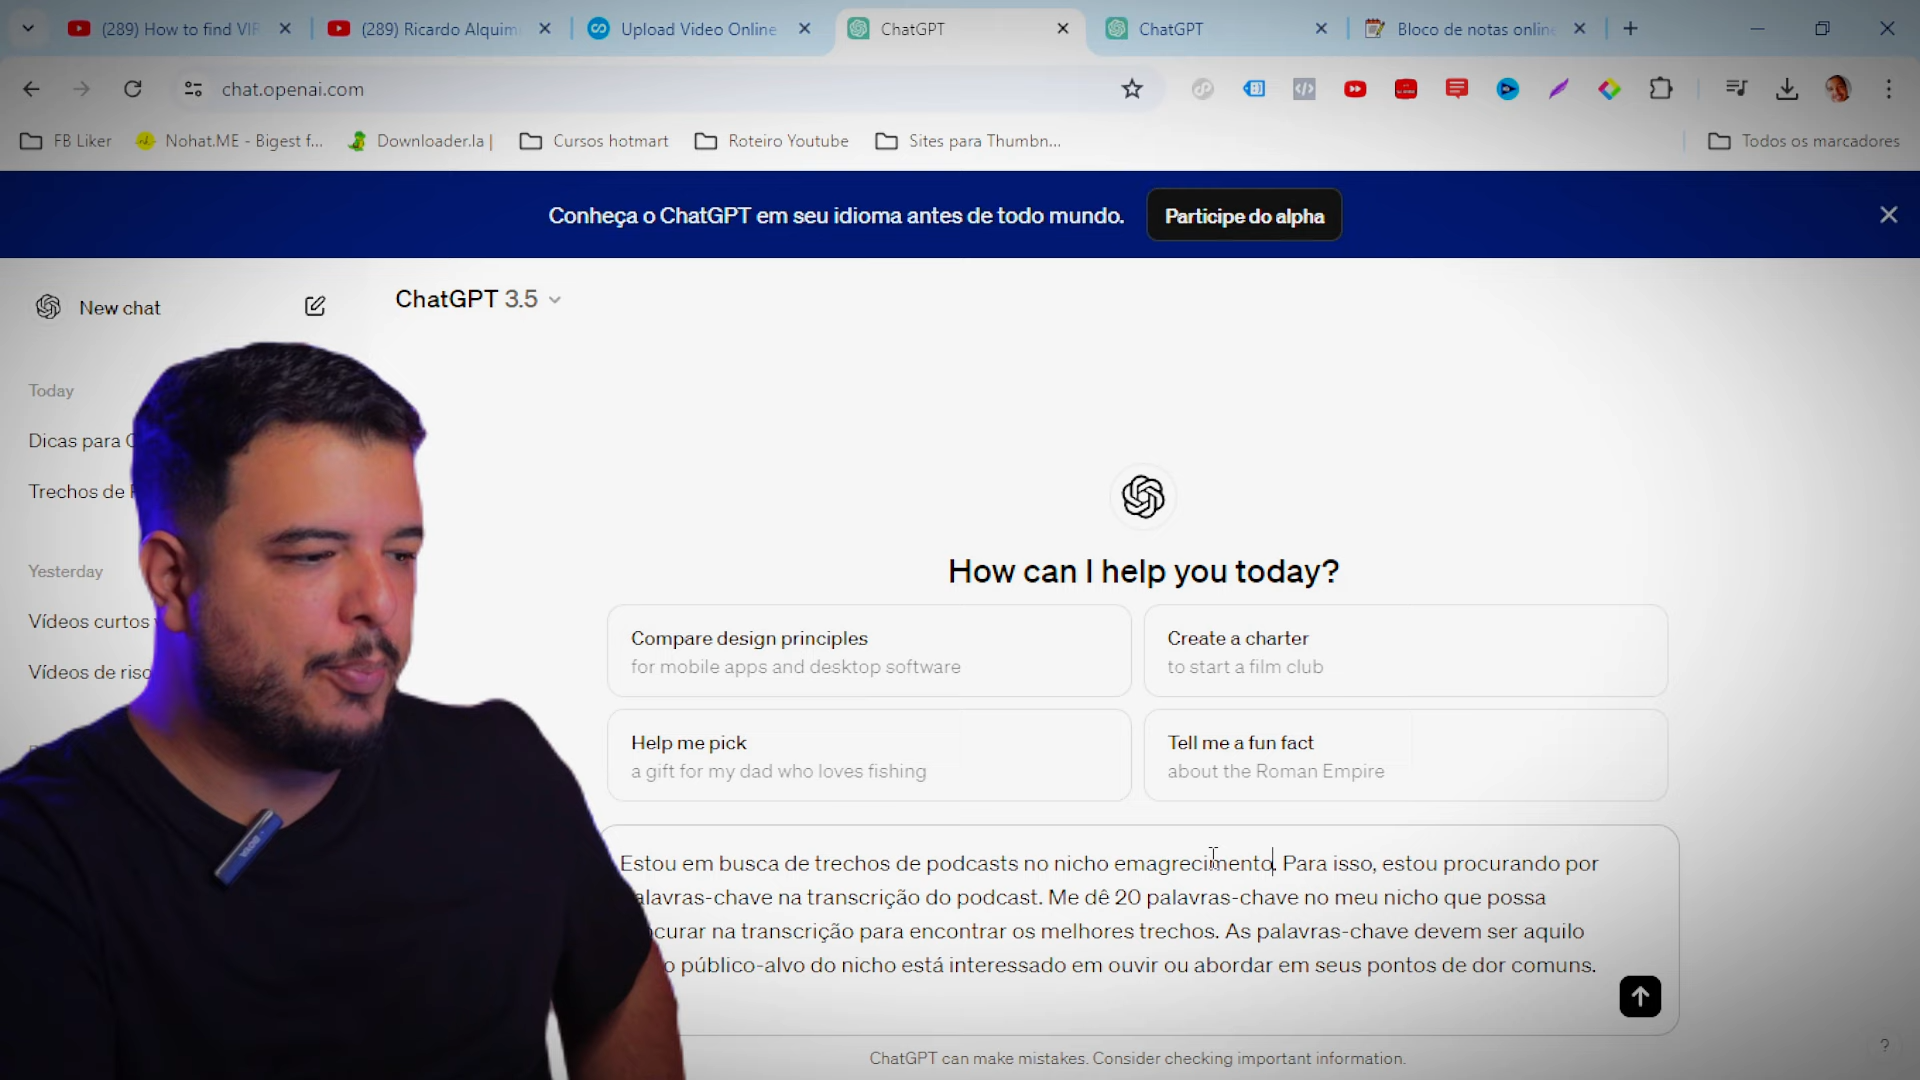 (289) How to find VIR
(289) Ricardo Alquim
Upload Video Online
ChatGPT
ChatGPT
Bloco de notas online
chat.openai.com
FB Liker
Nohat.ME - Bigest f...
Downloader.la |
Cursos hotmart
Roteiro Youtube
Sites para Thumbn...
Todos os marcadores
Conheça o ChatGPT em seu idioma antes de todo mundo.
Participe do alpha
New chat
ChatGPT 3.5
Today
Dicas para
Trechos de
Yesterday
Vídeos curtos
Vídeos de riso
How can I help you today?
Compare design principles
for mobile apps and desktop software
Create a charter
to start a film club
Help me pick
a gift for my dad who loves fishing
Tell me a fun fact
about the Roman Empire
Estou em busca de trechos de podcasts no nicho emagrecimento. Para isso, estou procurando por
alavras-chave na transcrição do podcast. Me dê 20 palavras-chave no meu nicho que possa
ocurar na transcrição para encontrar os melhores trechos. As palavras-chave devem ser aquilo
o público-alvo do nicho está interessado em ouvir ou abordar em seus pontos de dor comuns.
ChatGPT can make mistakes. Consider checking important information.
?